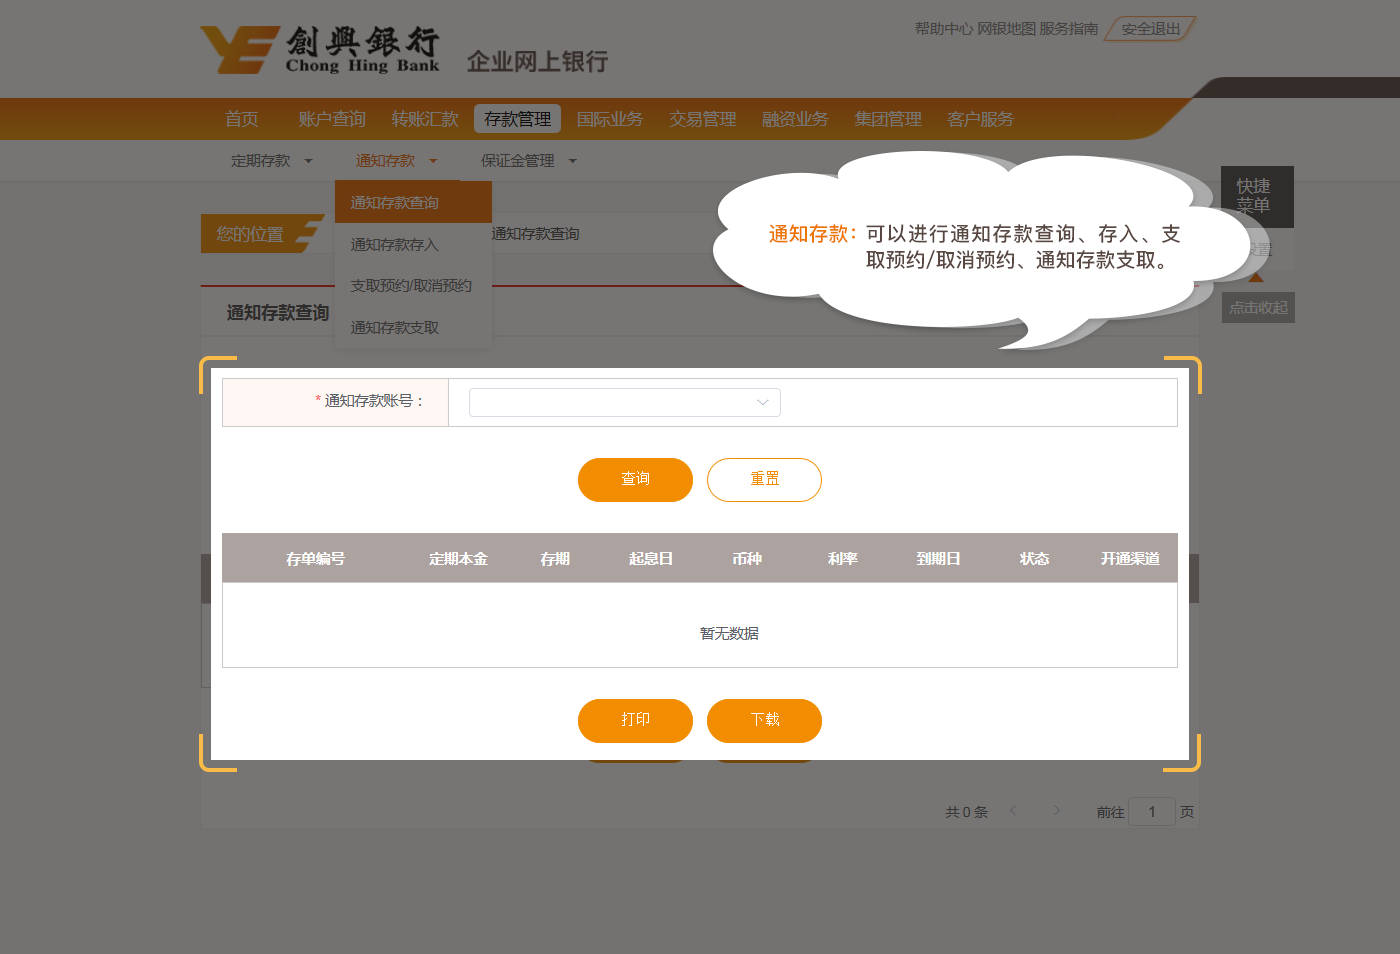 帮助中心 网银地图 服务指南 安全退出
創興銀行
Chong Hing Bank
企业网上银行
首页 账户查询 转账汇款 存款管理 国际业务 交易管理 融资业务 集团管理 客户服务
定期存款 通知存款 保证金管理
快捷
菜单
通知存款查询
您的位置
通知存款查询
通知存款：可以进行通知存款查询、存入、支
取预约/取消预约、通知存款支取。
通知存款存入
设置
支取预约/取消预约
点击收起
通知存款查询
通知存款支取
* 通知存款账号：
查询 重置
存单编号 定期本金 存期 起息日 币种 利率 到期日 状态 开通渠道
暂无数据
打印 下载
共 0 条 前往 1 页